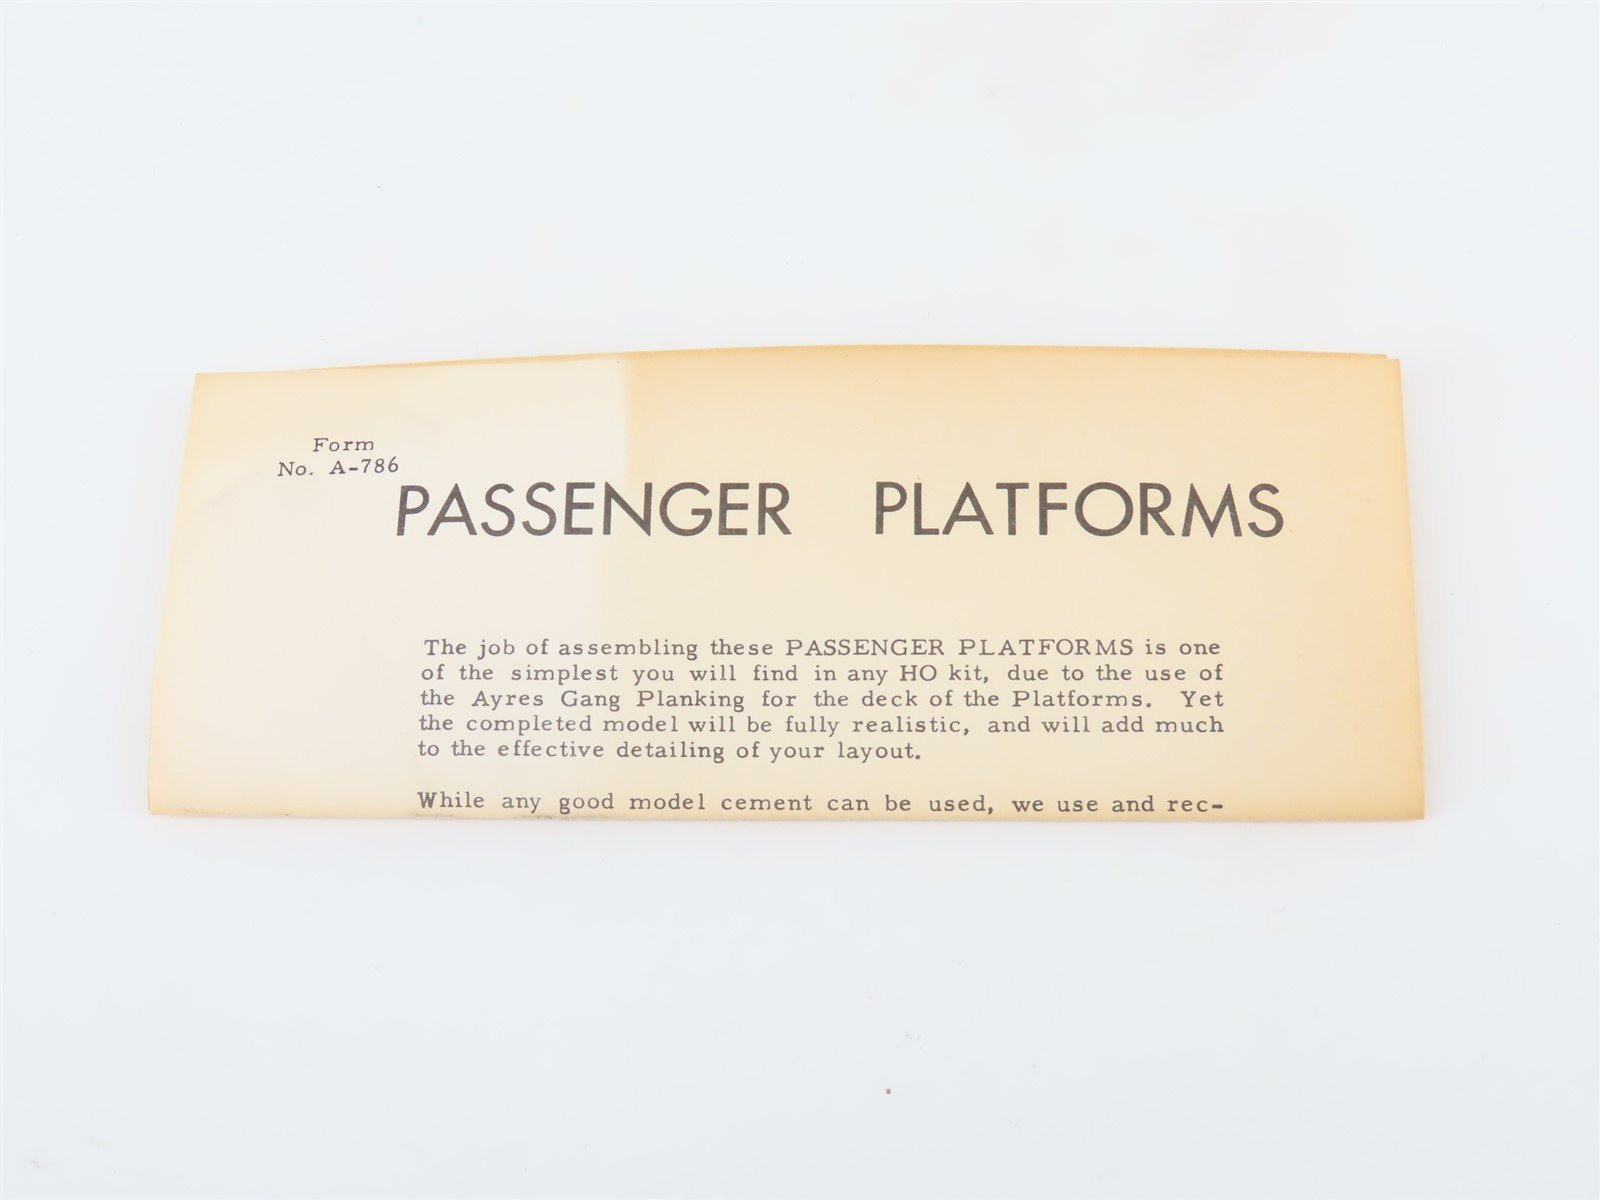 Form
No. A-786
PASSENGER PLATFORMS
The job of assembling these PASSENGER PLATFORMS is one
of the simplest you will find in any HO kit, due to the use of
the Ayres Gang Planking for the deck of the Platforms. Yet
the completed model will be fully realistic, and will add much
to the effective detailing of your layout.
While any good model cement can be used, we use and rec-